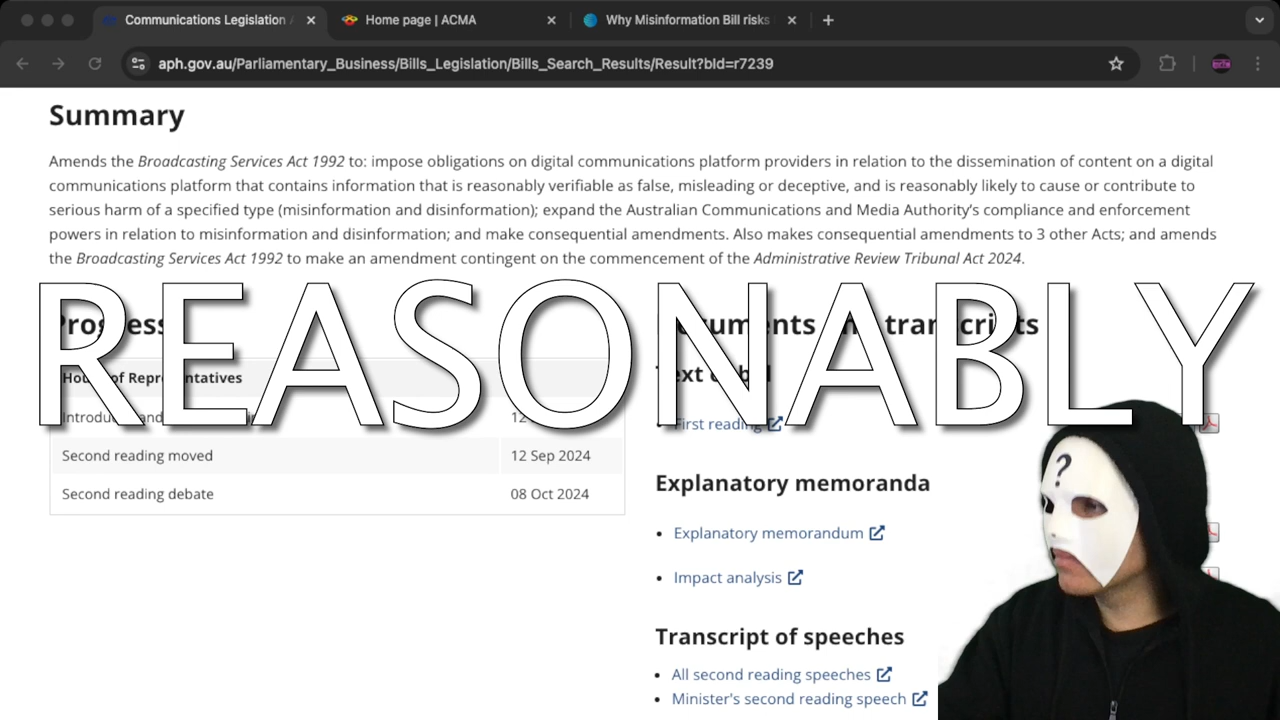 Communications Legislation
Home page | ACMA
Why Misinformation Bill risks
aph.gov.au/Parliamentary_Business/Bills_Legislation/Bills_Search_Results/Result?bId=r7239
Summary
Amends the Broadcasting Services Act 1992 to: impose obligations on digital communications platform providers in relation to the dissemination of content on a digital
communications platform that contains information that is reasonably verifiable as false, misleading or deceptive, and is reasonably likely to cause or contribute to
serious harm of a specified type (misinformation and disinformation); expand the Australian Communications and Media Authority's compliance and enforcement
powers in relation to misinformation and disinformation; and make consequential amendments. Also makes consequential amendments to 3 other Acts; and amends
the Broadcasting Services Act 1992 to make an amendment contingent on the commencement of the Administrative Review Tribunal Act 2024.
REASONABLY
Progress
House of Representatives
12
Second reading moved 12 Sep 2024
Second reading debate 08 Oct 2024
Documents and transcripts
Text of bill
First reading
Explanatory memoranda
Explanatory memorandum
Impact analysis
Transcript of speeches
All second reading speeches
Minister's second reading speech
?